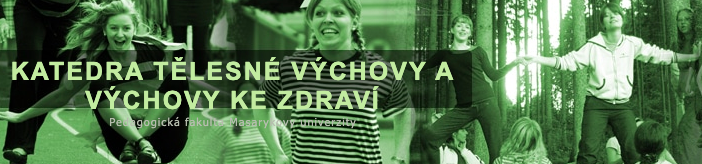 KATEDRA TĚLESNÉ VÝCHOVY A
VÝCHOVY KE ZDRAVÍ
Pedagogická fakulta Masarykovy univerzity